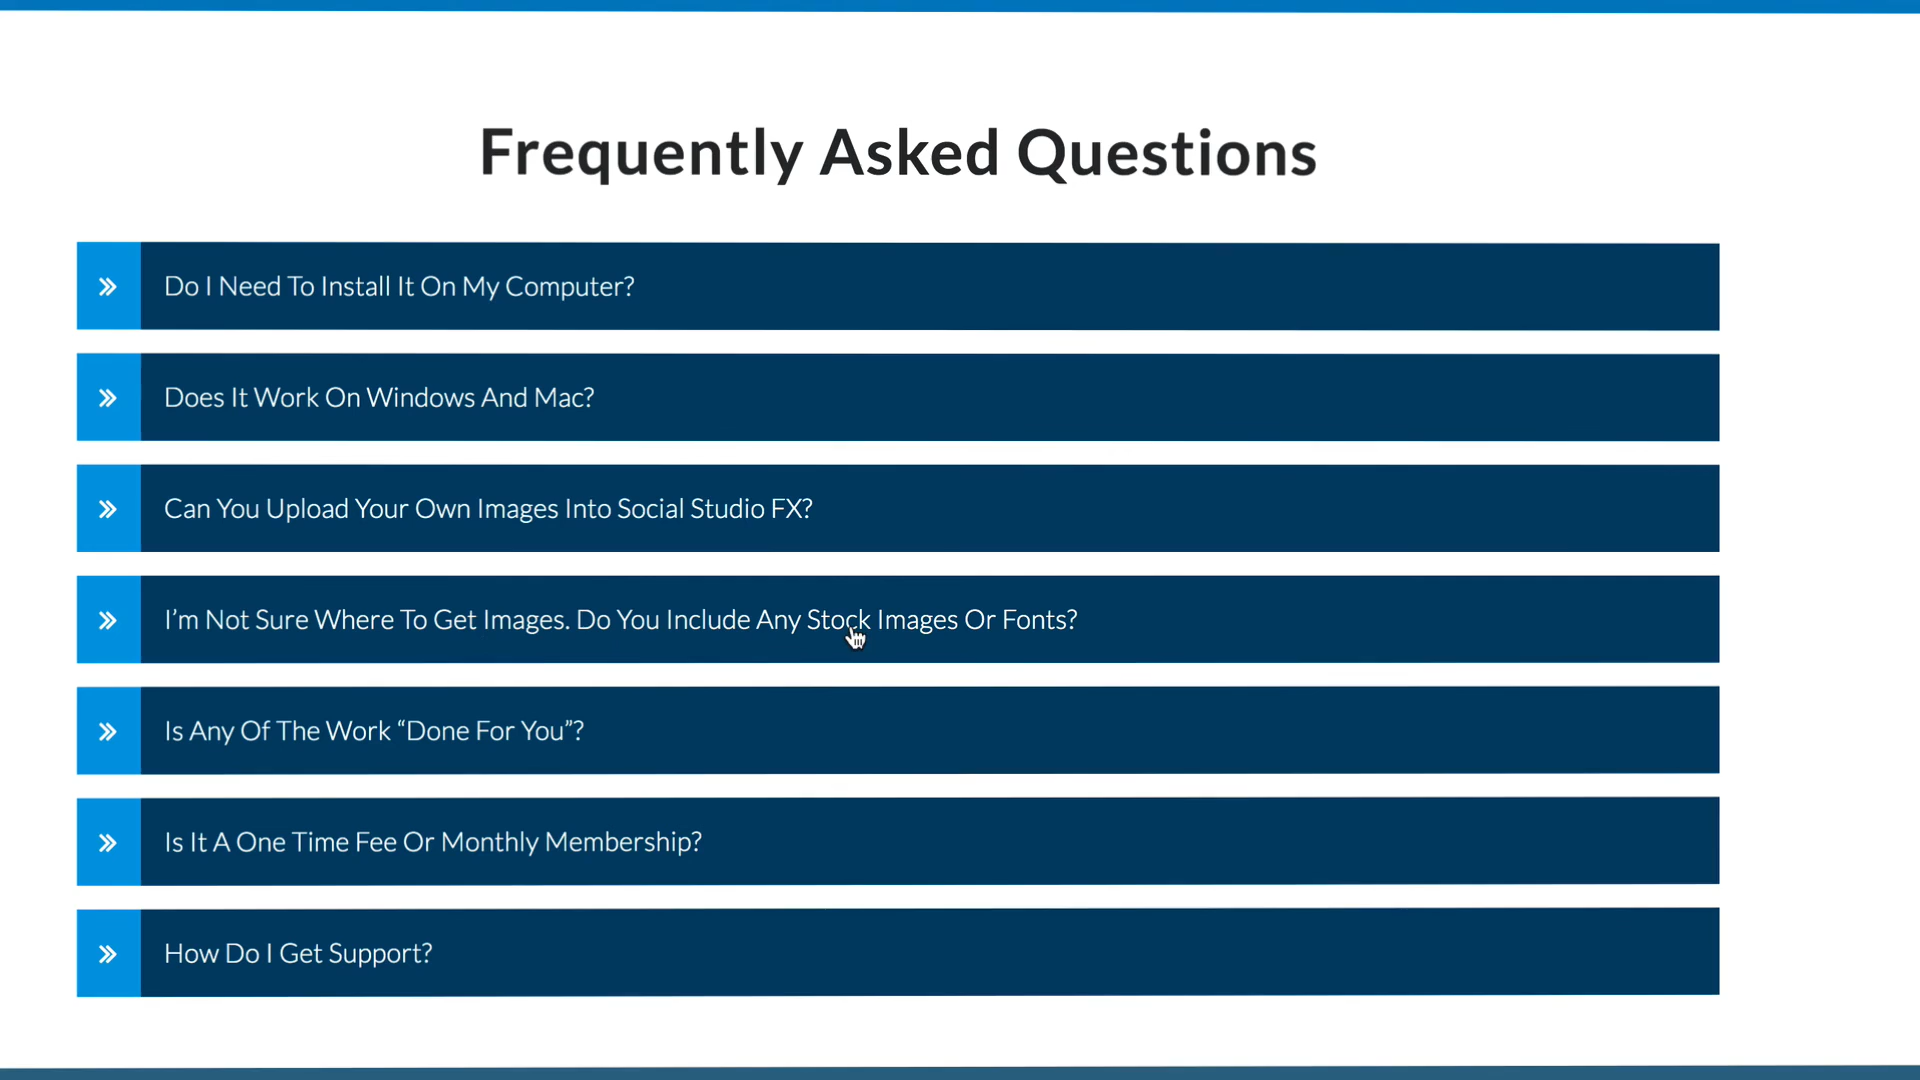 Frequently Asked Questions
Do I Need To Install It On My Computer?
Does It Work On Windows And Mac?
Can You Upload Your Own Images Into Social Studio FX?
I’m Not Sure Where To Get Images. Do You Include Any Stock Images Or Fonts?
Is Any Of The Work “Done For You”?
Is It A One Time Fee Or Monthly Membership?
How Do I Get Support?